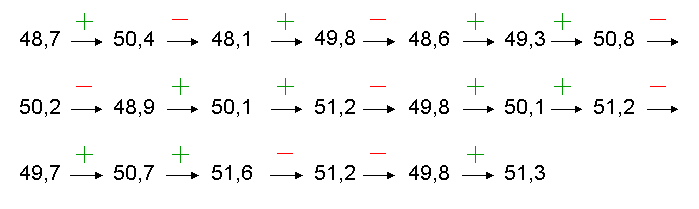 48,7 + → 50,4 − → 48,1 + → 49,8 − → 48,6 + → 49,3 + → 50,8 − →
50,2 − → 48,9 + → 50,1 + → 51,2 − → 49,8 + → 50,1 + → 51,2 − →
49,7 + → 50,7 + → 51,6 − → 51,2 − → 49,8 + → 51,3